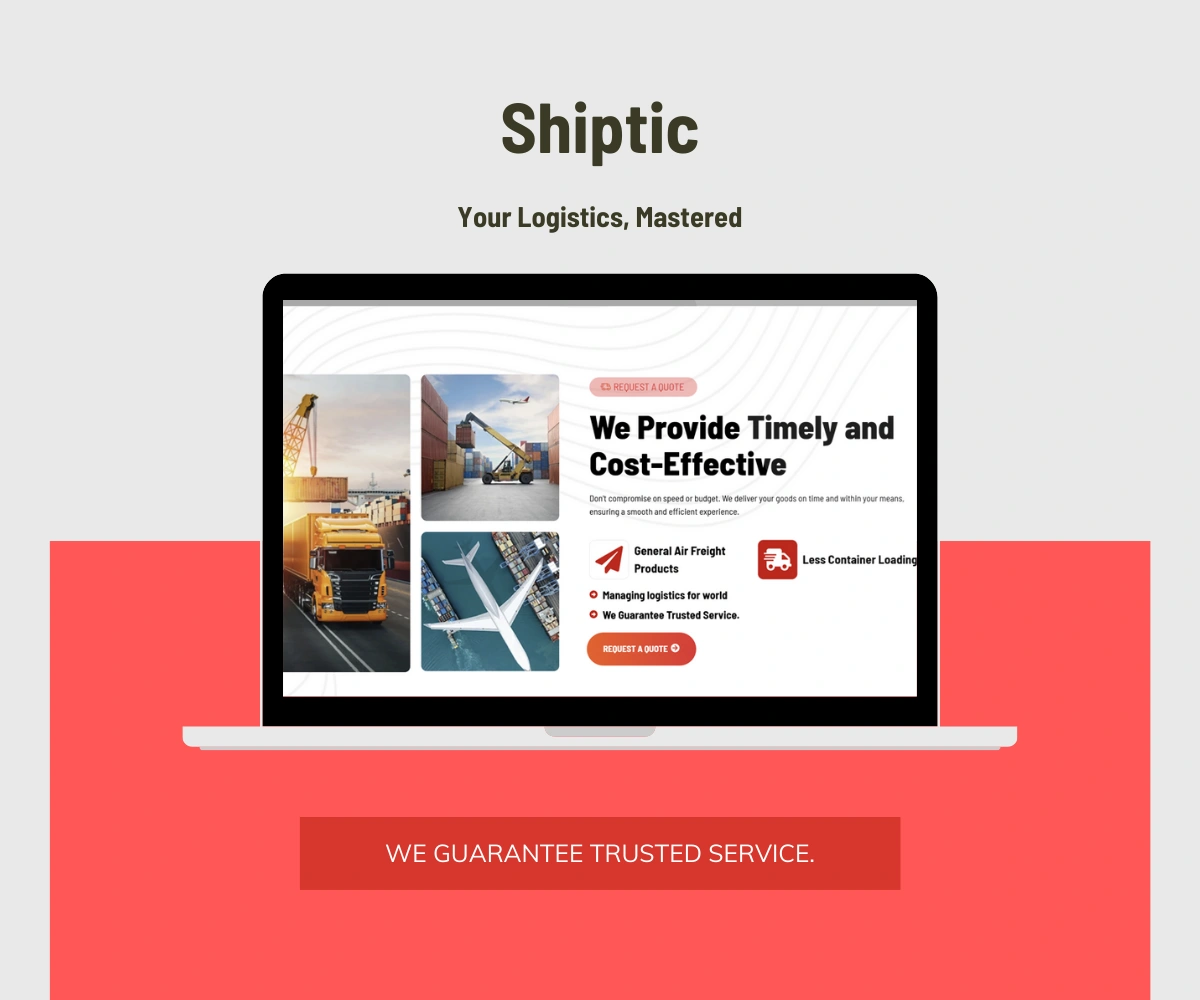 Shiptic
Your Logistics, Mastered
REQUEST A QUOTE
We Provide Timely and
Cost-Effective
Don't compromise on speed or budget. We deliver your goods on time and within your means,
ensuring a smooth and efficient experience.
General Air Freight
Products
Less Container Loading
Managing logistics for world
We Guarantee Trusted Service.
REQUEST A QUOTE
WE GUARANTEE TRUSTED SERVICE.